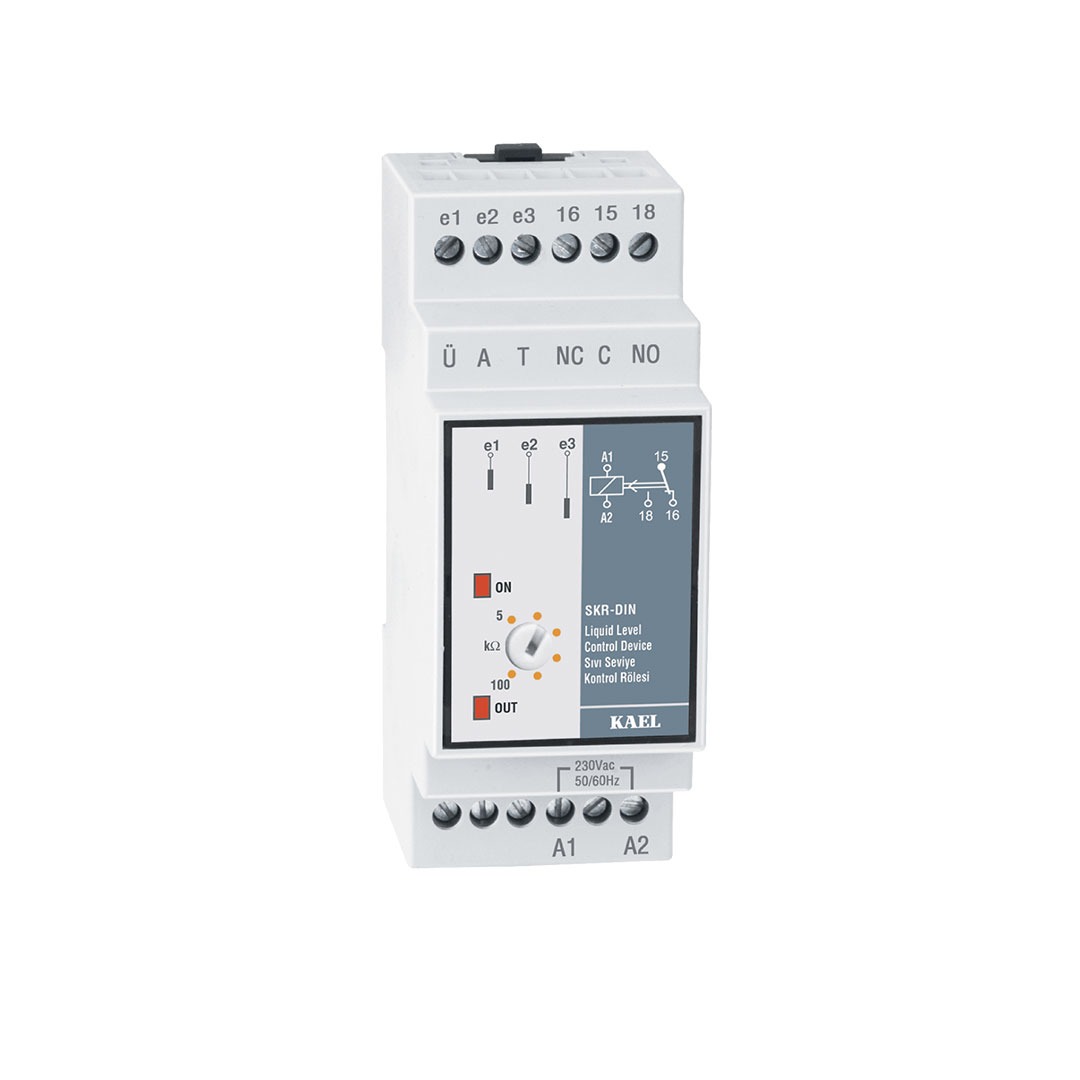 e1 e2 e3 16 15 18
Ü A T NC C NO
e1 e2 e3
A1 15
A2 18 16
ON
5
kΩ
100
OUT
SKR-DIN
Liquid Level
Control Device
Sıvı Seviye
Kontrol Rölesi
KAEL
230Vac
50/60Hz
A1 A2